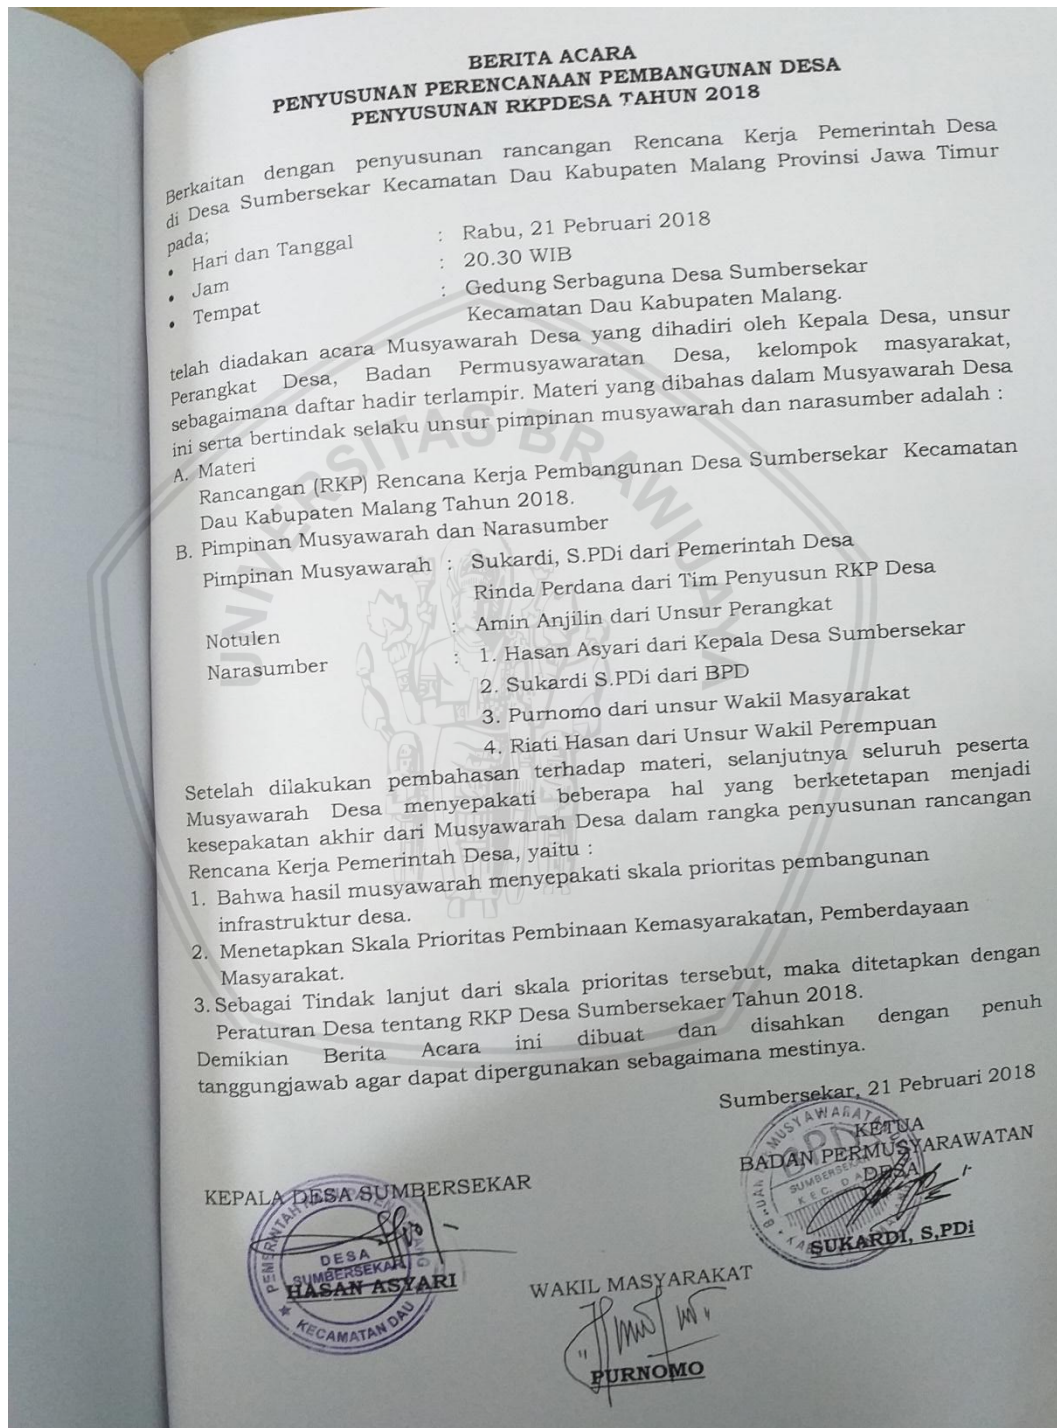 BERITA ACARA
PENYUSUNAN PERENCANAAN PEMBANGUNAN DESA
PENYUSUNAN RKPDESA TAHUN 2018
Berkaitan dengan penyusunan rancangan Rencana Kerja Pemerintah Desa
di Desa Sumbersekar Kecamatan Dau Kabupaten Malang Provinsi Jawa Timur
pada;
• Hari dan Tanggal : Rabu, 21 Pebruari 2018
• Jam : 20.30 WIB
• Tempat : Gedung Serbaguna Desa Sumbersekar
Kecamatan Dau Kabupaten Malang.
telah diadakan acara Musyawarah Desa yang dihadiri oleh Kepala Desa, unsur
Perangkat Desa, Badan Permusyawaratan Desa, kelompok masyarakat,
sebagaimana daftar hadir terlampir. Materi yang dibahas dalam Musyawarah Desa
ini serta bertindak selaku unsur pimpinan musyawarah dan narasumber adalah :
A. Materi
Rancangan (RKP) Rencana Kerja Pembangunan Desa Sumbersekar Kecamatan
Dau Kabupaten Malang Tahun 2018.
B. Pimpinan Musyawarah dan Narasumber
Pimpinan Musyawarah : Sukardi, S.PDi dari Pemerintah Desa
Rinda Perdana dari Tim Penyusun RKP Desa
Notulen : Amin Anjilin dari Unsur Perangkat
Narasumber : 1. Hasan Asyari dari Kepala Desa Sumbersekar
2. Sukardi S.PDi dari BPD
3. Purnomo dari unsur Wakil Masyarakat
4. Riati Hasan dari Unsur Wakil Perempuan
Setelah dilakukan pembahasan terhadap materi, selanjutnya seluruh peserta
Musyawarah Desa menyepakati beberapa hal yang berketetapan menjadi
kesepakatan akhir dari Musyawarah Desa dalam rangka penyusunan rancangan
Rencana Kerja Pemerintah Desa, yaitu :
1. Bahwa hasil musyawarah menyepakati skala prioritas pembangunan
infrastruktur desa.
2. Menetapkan Skala Prioritas Pembinaan Kemasyarakatan, Pemberdayaan
Masyarakat.
3. Sebagai Tindak lanjut dari skala prioritas tersebut, maka ditetapkan dengan
Peraturan Desa tentang RKP Desa Sumbersekaer Tahun 2018.
Demikian Berita Acara ini dibuat dan disahkan dengan penuh
tanggungjawab agar dapat dipergunakan sebagaimana mestinya.
Sumbersekar, 21 Pebruari 2018
KETUA
BADAN PERMUSYARAWATAN
DESA
SUKARDI, S,PDi
BPD
SUMBERSEKAR
KEC. DAU
KEPALA DESA SUMBERSEKAR
DESA
SUMBERSEKAR
KECAMATAN DAU
HASAN ASYARI
WAKIL MASYARAKAT
PURNOMO
UNIVERSITAS BRAWIJAYA